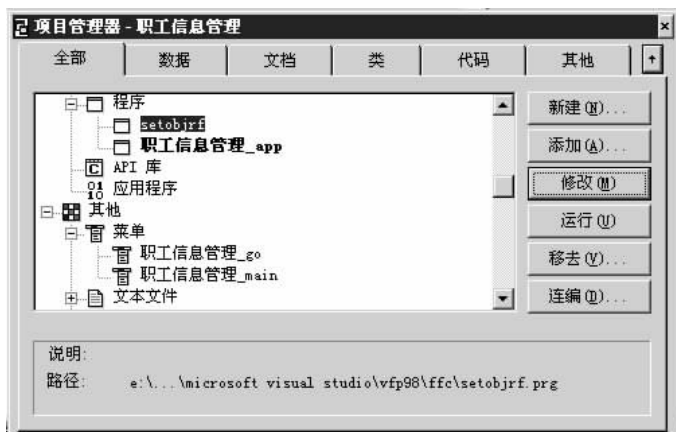 项目管理器 - 职工信息管理
全部 数据 文档 类 代码 其他
程序
setobjrf
职工信息管理_app
API 库
应用程序
其他
菜单
职工信息管理_go
职工信息管理_main
文本文件
新建(N)...
添加(A)...
修改(M)
运行(U)
移去(V)...
连编(D)...
说明:
路径: e:\...\microsoft visual studio\vfp98\ffc\setobjrf.prg